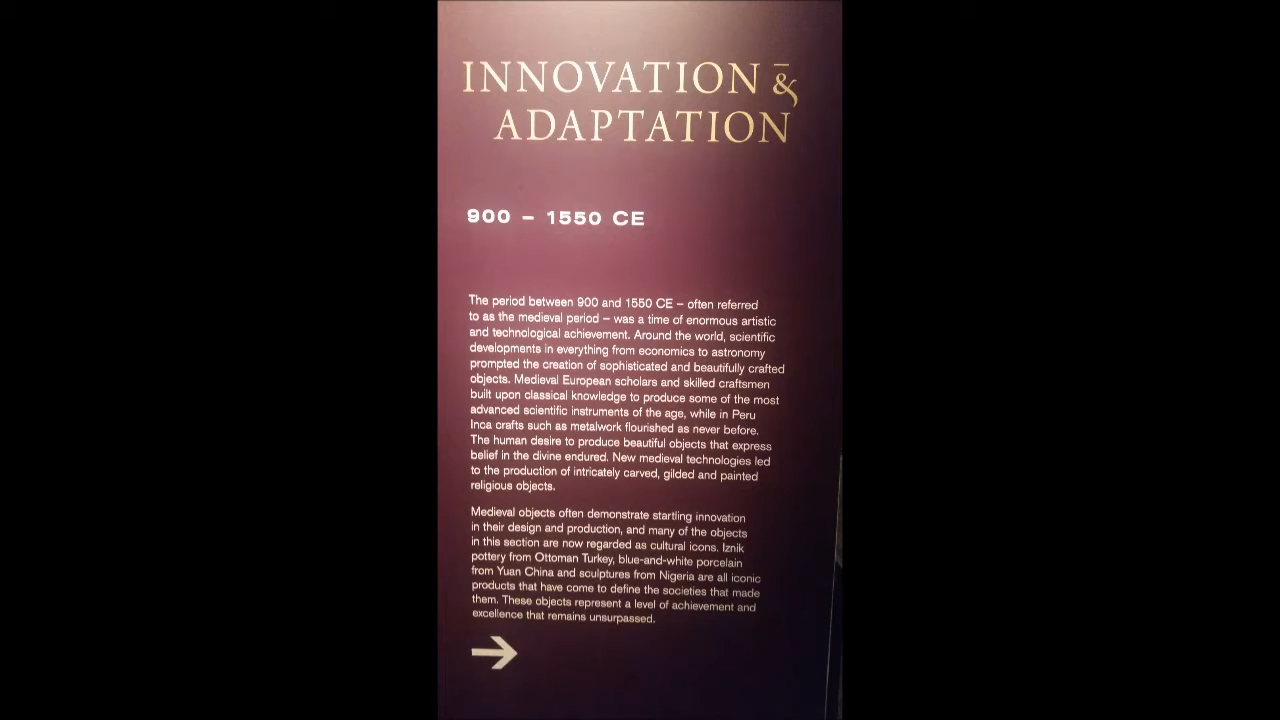 INNOVATION &
ADAPTATION
900 – 1550 CE
The period between 900 and 1550 CE – often referred
to as the medieval period – was a time of enormous artistic
and technological achievement. Around the world, scientific
developments in everything from economics to astronomy
prompted the creation of sophisticated and beautifully crafted
objects. Medieval European scholars and skilled craftsmen
built upon classical knowledge to produce some of the most
advanced scientific instruments of the age, while in Peru
Inca crafts such as metalwork flourished as never before.
The human desire to produce beautiful objects that express
belief in the divine endured. New medieval technologies led
to the production of intricately carved, gilded and painted
religious objects.
Medieval objects often demonstrate startling innovation
in their design and production, and many of the objects
in this section are now regarded as cultural icons. Iznik
pottery from Ottoman Turkey, blue-and-white porcelain
from Yuan China and sculptures from Nigeria are all iconic
products that have come to define the societies that made
them. These objects represent a level of achievement and
excellence that remains unsurpassed.